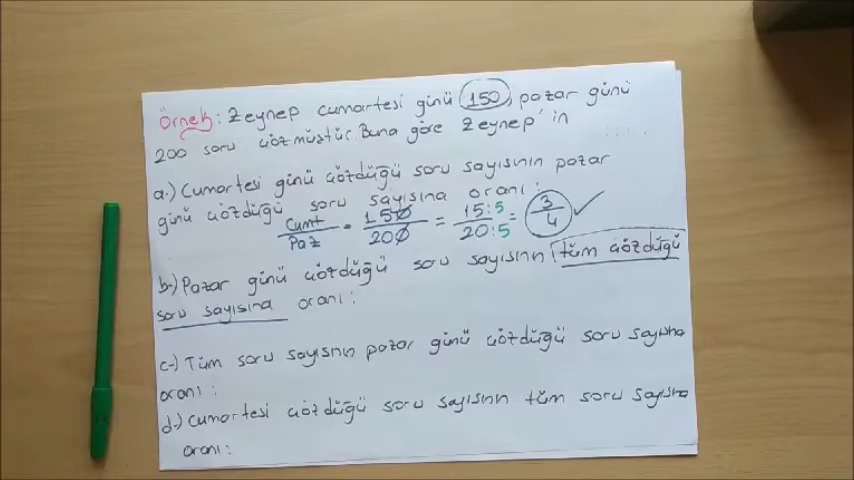 Örnek: Zeynep cumartesi günü 150, pazar günü
200 soru çözmüştür. Buna göre Zeynep'in
a-) Cumartesi günü çözdüğü soru sayısının pazar
günü çözdüğü soru sayısına oranı:
Cumt/Paz = 150/200 = 15:5/20:5 = 3/4 ✓
b-) Pazar günü çözdüğü soru sayısının tüm çözdüğü
soru sayısına oranı:
c-) Tüm soru sayısının pazar günü çözdüğü soru sayısına
oranı:
d-) Cumartesi çözdüğü soru sayısının tüm soru sayısına
oranı: